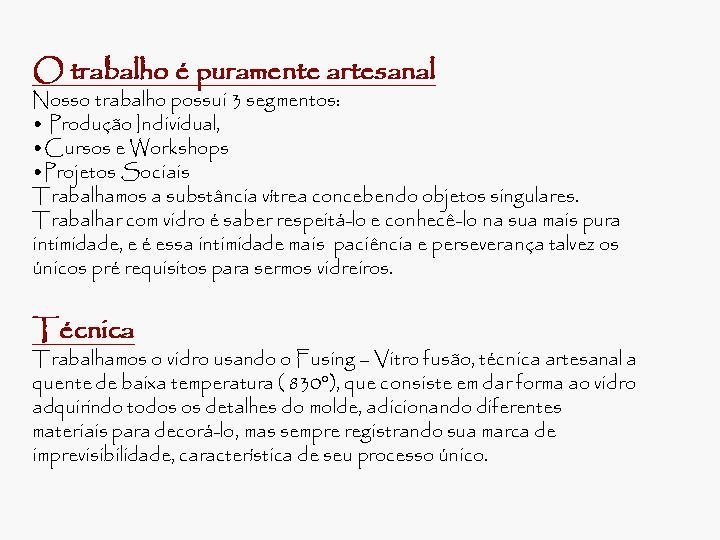 O trabalho é puramente artesanal
Nosso trabalho possui 3 segmentos:
• Produção Individual,
•Cursos e Workshops
•Projetos Sociais
Trabalhamos a substância vítrea concebendo objetos singulares.
Trabalhar com vidro é saber respeitá-lo e conhecê-lo na sua mais pura
intimidade, e é essa intimidade mais paciência e perseverança talvez os
únicos pré requisitos para sermos vidreiros.
Técnica
Trabalhamos o vidro usando o Fusing – Vitro fusão, técnica artesanal a
quente de baixa temperatura ( 830º), que consiste em dar forma ao vidro
adquirindo todos os detalhes do molde, adicionando diferentes
materiais para decorá-lo, mas sempre registrando sua marca de
imprevisibilidade, característica de seu processo único.